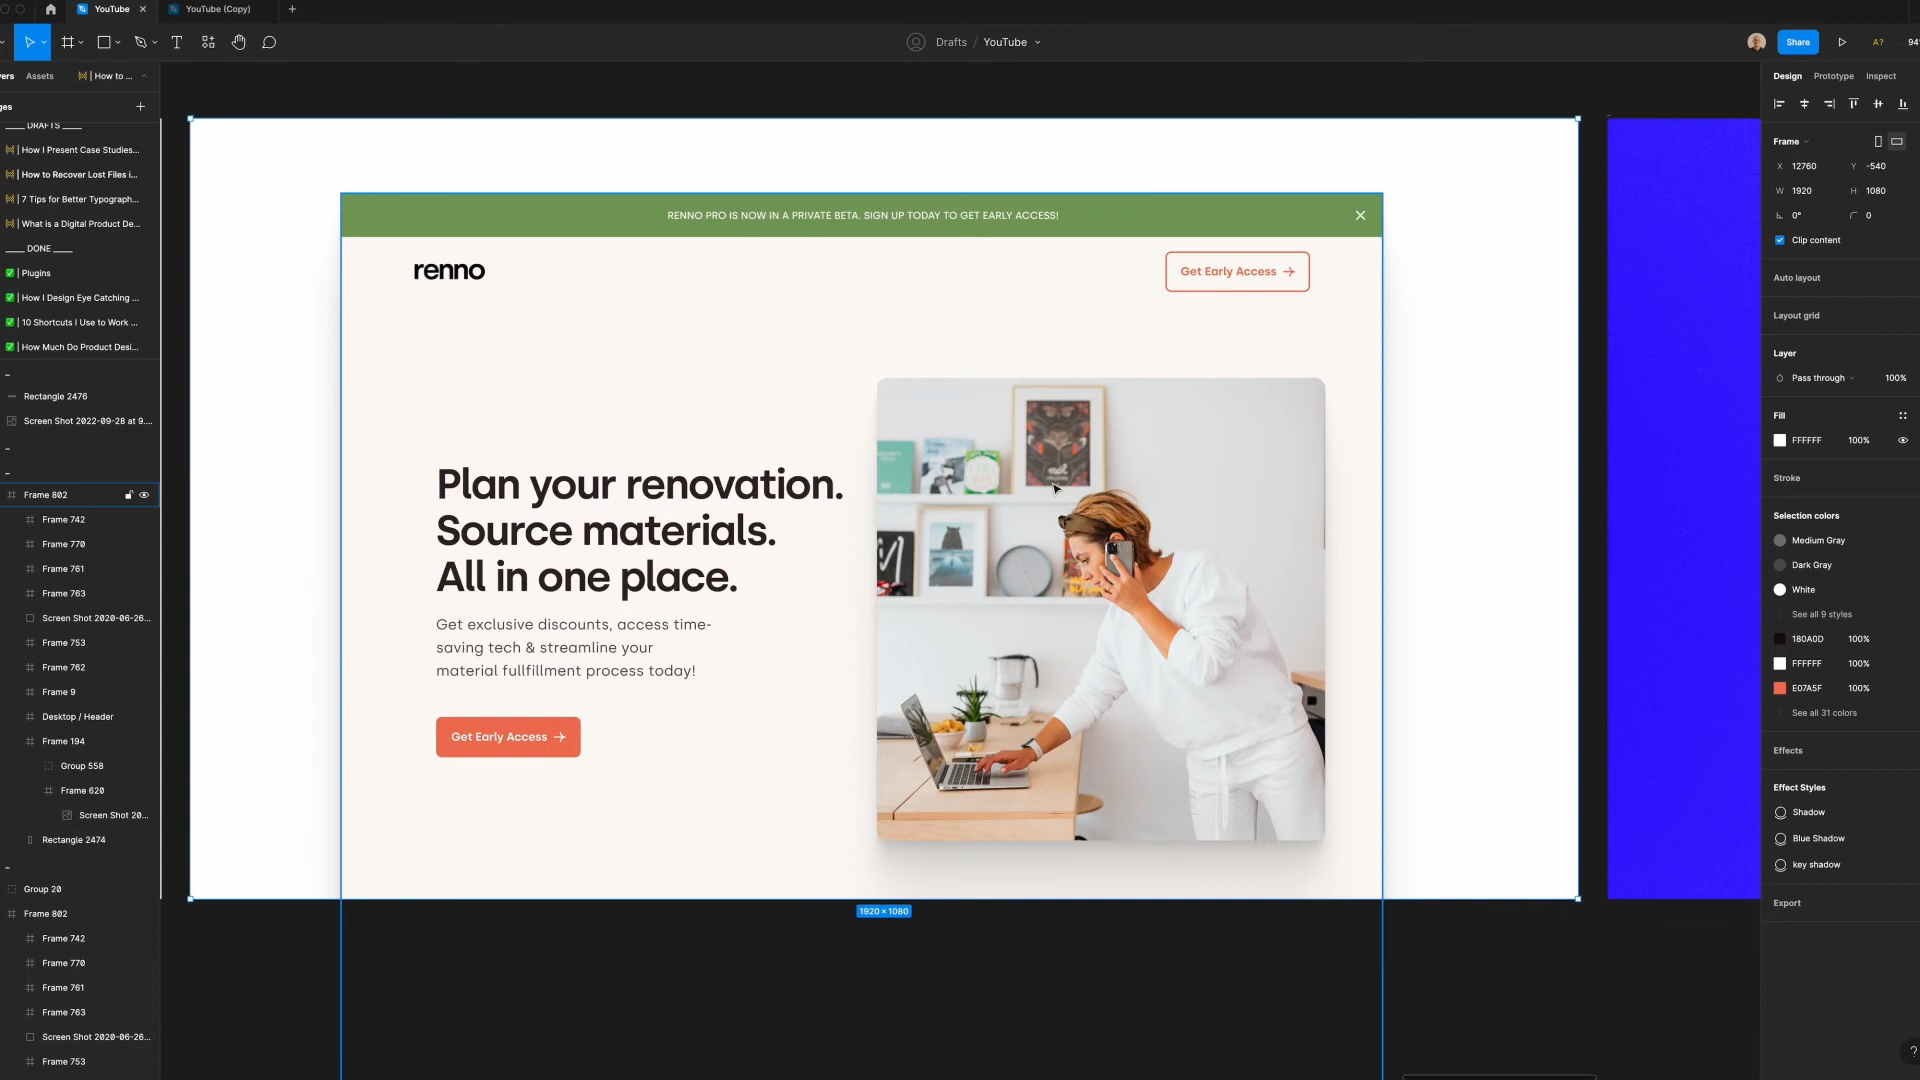 YouTube
YouTube (Copy)
Drafts / YouTube
Share
A?
94
ers
Assets
| How to ...
ges
DRAFTS
| How I Present Case Studies...
| How to Recover Lost Files i...
| 7 Tips for Better Typograph...
| What is a Digital Product De...
____ DONE ____
| Plugins
| How I Design Eye Catching ...
| 10 Shortcuts I Use to Work ...
| How Much Do Product Desi...
Rectangle 2476
Screen Shot 2022-09-28 at 9....
Frame 802
Frame 742
Frame 770
Frame 761
Frame 763
Screen Shot 2020-06-26...
Frame 753
Frame 762
Frame 9
Desktop / Header
Frame 194
Group 558
Frame 620
Screen Shot 20...
Rectangle 2474
Group 20
Frame 802
Frame 742
Frame 770
Frame 761
Frame 763
Screen Shot 2020-06-26...
Frame 753
RENNO PRO IS NOW IN A PRIVATE BETA. SIGN UP TODAY TO GET EARLY ACCESS!
renno
Get Early Access →
Plan your renovation.
Source materials.
All in one place.
Get exclusive discounts, access time-
saving tech & streamline your
material fullfillment process today!
Get Early Access →
1920 × 1080
Design
Prototype
Inspect
Frame
X 12760 Y -540
W 1920 H 1080
0° 0
Clip content
Auto layout
Layout grid
Layer
Pass through 100%
Fill
FFFFFF 100%
Stroke
Selection colors
Medium Gray
Dark Gray
White
See all 9 styles
180A0D 100%
FFFFFF 100%
E07A5F 100%
See all 31 colors
Effects
Effect Styles
Shadow
Blue Shadow
key shadow
Export
?